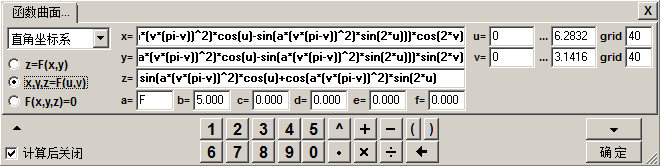 函数曲面... X
直角坐标系 x= ı*(v*(pi-v))^2)*cos(u)-sin(a*(v*(pi-v))^2)*sin(2*u)))*cos(2*v) u= 0 ... 6.2832 grid 40
z=F(x,y) y= a*(v*(pi-v))^2)*cos(u)-sin(a*(v*(pi-v))^2)*sin(2*u)))*sin(2*v) v= 0 ... 3.1416 grid 40
x,y,z=F(u,v) z= sin(a*(v*(pi-v))^2)*cos(u)+cos(a*(v*(pi-v))^2)*sin(2*u)
F(x,y,z)=0 a= F b= 5.000 c= 0.000 d= 0.000 e= 0.000 f= 0.000
1 2 3 4 5 ^ + - ( )
计算后关闭 6 7 8 9 0 · × ÷ ← 确定